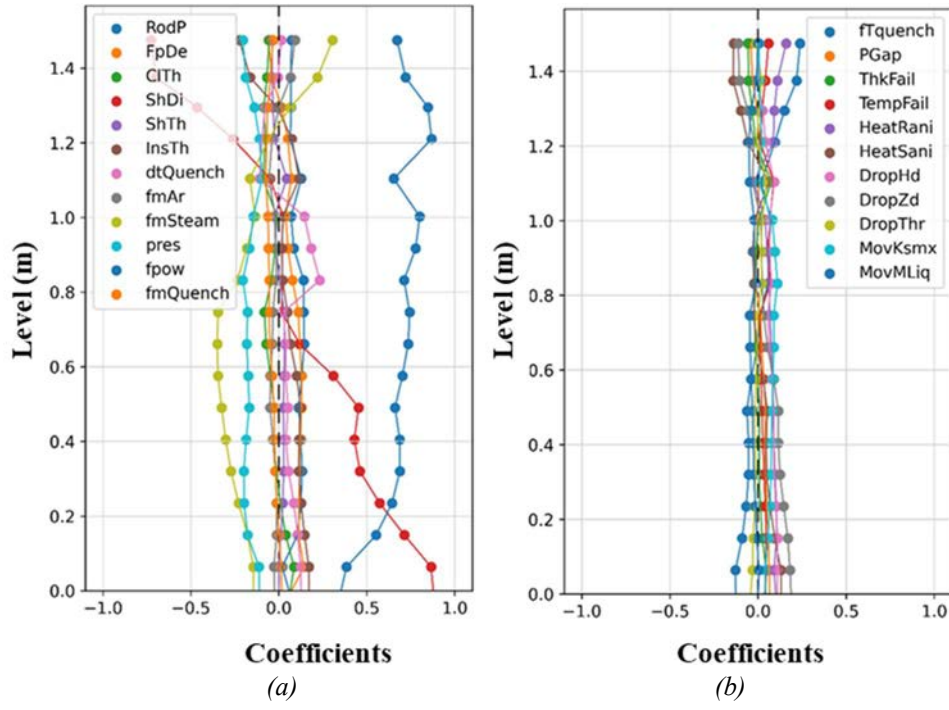 RodP
FpDe
ClTh
ShDi
ShTh
InsTh
dtQuench
fmAr
fmSteam
pres
fpow
fmQuench
1.4
1.2
1.0
0.8
0.6
0.4
0.2
0.0
Level (m)
−1.0 −0.5 0.0 0.5 1.0
Coefficients
(a)
fTquench
PGap
ThkFail
TempFail
HeatRani
HeatSani
DropHd
DropZd
DropThr
MovKsmx
MovMLiq
1.4
1.2
1.0
0.8
0.6
0.4
0.2
0.0
Level (m)
−1.0 −0.5 0.0 0.5 1.0
Coefficients
(b)